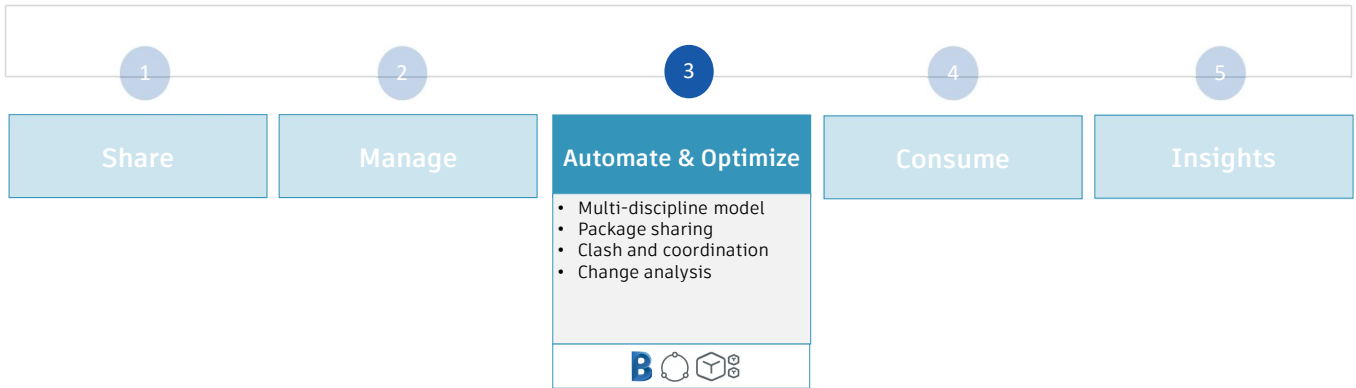 1
2
3
4
5
Share
Manage
Automate & Optimize
Consume
Insights
• Multi-discipline model
• Package sharing
• Clash and coordination
• Change analysis
B